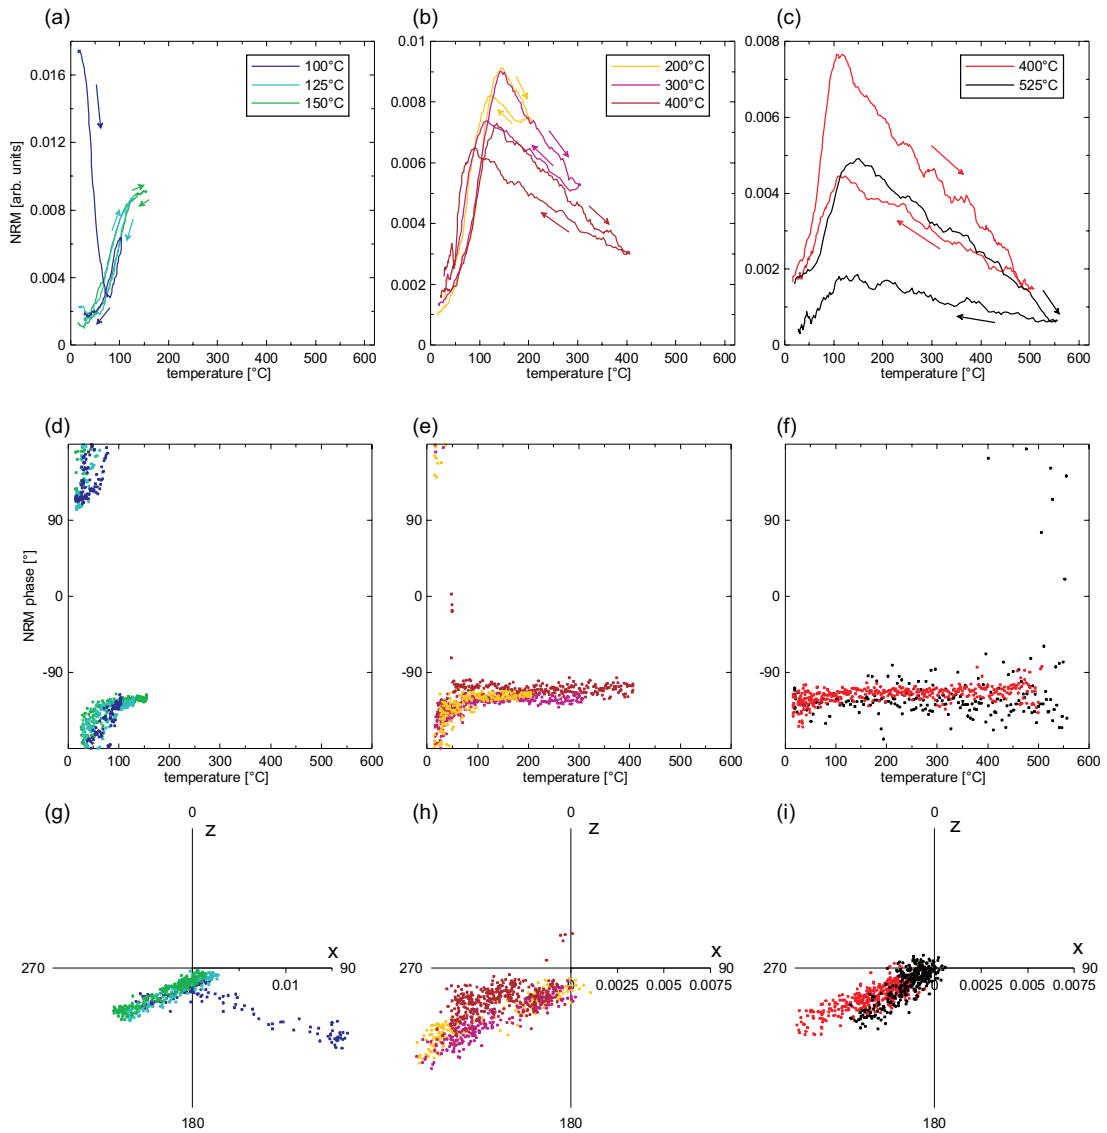 (a) (b) (c)
NRM [arb. units]
0.016
0.012
0.008
0.004
0
100°C
125°C
150°C
0 100 200 300 400 500 600
temperature [°C]
0.01
0.008
0.006
0.004
0.002
0
200°C
300°C
400°C
0 100 200 300 400 500 600
temperature [°C]
0.008
0.006
0.004
0.002
0
400°C
525°C
0 100 200 300 400 500 600
temperature [°C]
(d) (e) (f)
NRM phase [°]
90
0
-90
0 100 200 300 400 500 600
temperature [°C]
90
0
-90
0 100 200 300 400 500 600
temperature [°C]
90
0
-90
0 100 200 300 400 500 600
temperature [°C]
(g) (h) (i)
0
z
x
270 90
0.01
180
0
z
x
270 90
0 0.0025 0.005 0.0075
180
0
z
x
270 90
0 0.0025 0.005 0.0075
180